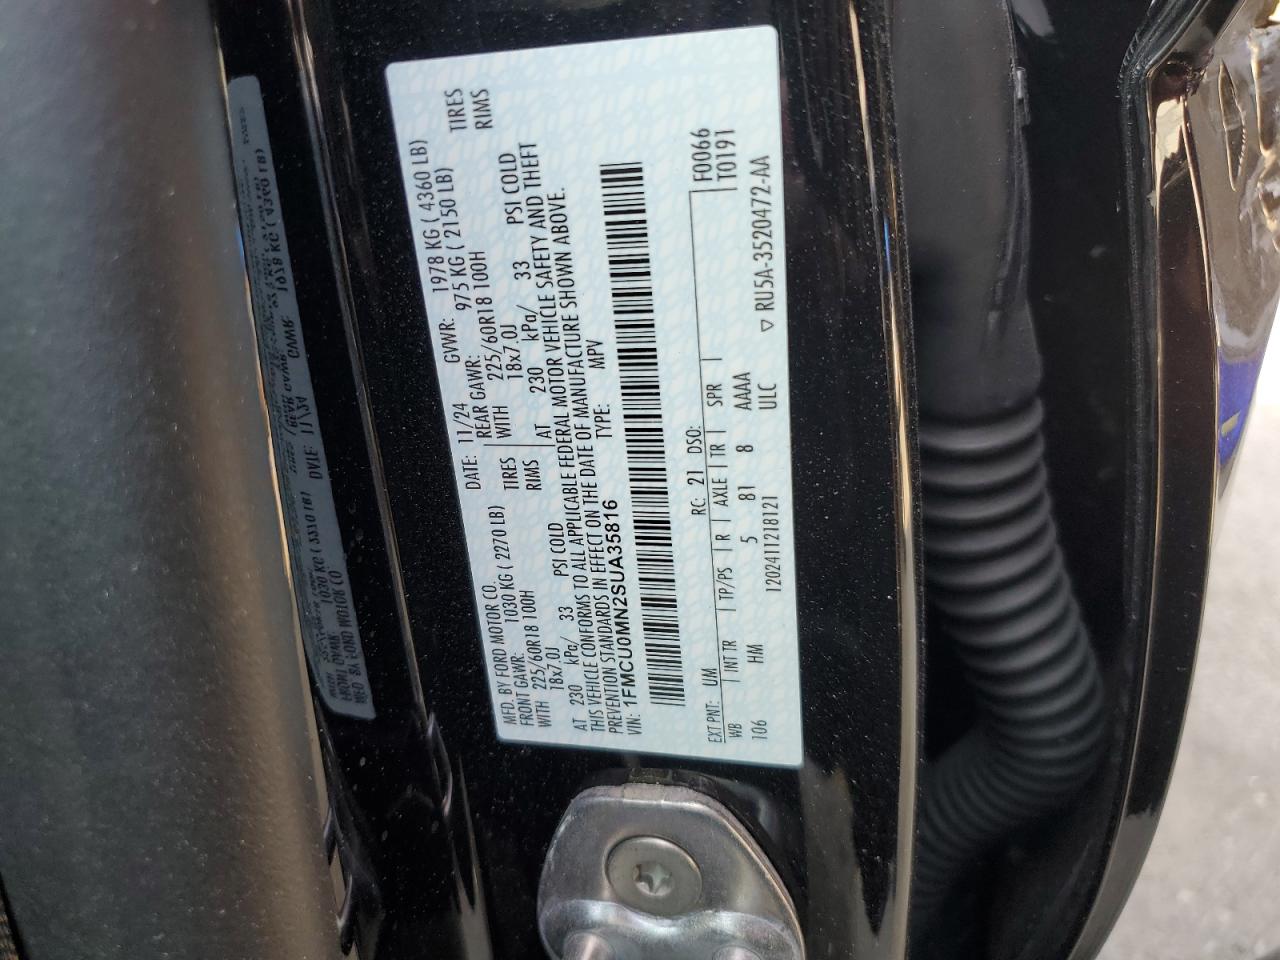 MFD. BY FORD MOTOR CO. DATE: 11/24 GVWR: 1978 KG ( 4360 LB)
FRONT GAWR: 1030 KG ( 2270 LB) REAR GAWR: 975 KG ( 2150 LB)
WITH 225/60R18 100H TIRES WITH 225/60R18 100H TIRES
18x7.0J RIMS 18x7.0J RIMS
AT 230 kPa/ 33 PSI COLD AT 230 kPa/ 33 PSI COLD
THIS VEHICLE CONFORMS TO ALL APPLICABLE FEDERAL MOTOR VEHICLE SAFETY AND THEFT
PREVENTION STANDARDS IN EFFECT ON THE DATE OF MANUFACTURE SHOWN ABOVE.
VIN: 1FMCU0MN2SUA35816 TYPE: MPV
EXT PNT: UM RC: 21 DSO: F0066
WB INT TR TP/PS R AXLE TR SPR T0191
106 HM 5 81 8 AAAA
120241121812​1 ULC ▽ RU5A-3520472-AA